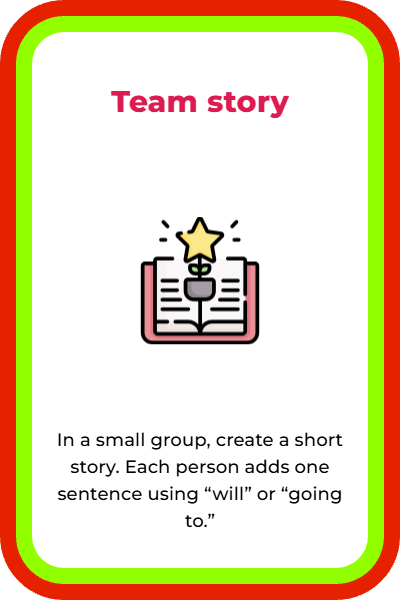 Team story
In a small group, create a short
story. Each person adds one
sentence using “will” or “going
to.”